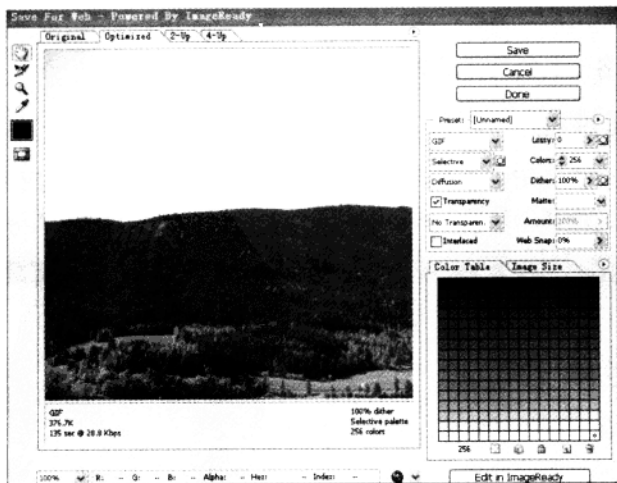 Save For Web - Powered By ImageReady
Original Optimized 2-Up 4-Up
Save
Cancel
Done
Preset: [Unnamed]
GIF Lossy: 0
Selective Colors: 256
Diffusion Dither: 100%
Transparency Matte:
No Transparen. Amount: 100%
Interlaced Web Snap: 0%
Color Table Image Size
GIF
376.7K
135 sec @ 28.8 Kbps
100% dither
Selective palette
256 colors
256
100% R: -- G: -- B: -- Alpha: -- Hex: -- Index: --
Edit in ImageReady